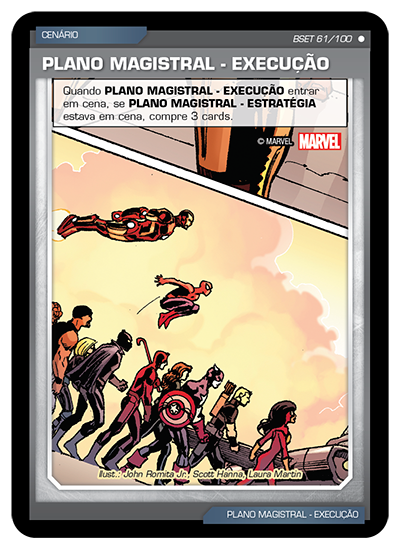 CENÁRIO
BSET 61/100
PLANO MAGISTRAL - EXECUÇÃO
Quando PLANO MAGISTRAL - EXECUÇÃO entrar
em cena, se PLANO MAGISTRAL - ESTRATÉGIA
estava em cena, compre 3 cards.
© MARVEL MARVEL
Ilust.: John Romita Jr., Scott Hanna, Laura Martin
PLANO MAGISTRAL - EXECUÇÃO